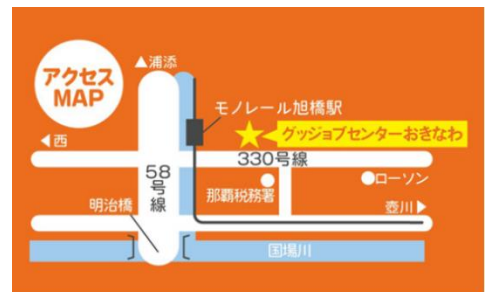 アクセス
MAP
▲浦添
モノレール旭橋駅
グッジョブセンターおきなわ
◀西
330号線
58号線
那覇税務署
ローソン
明治橋
壺川▶
国場川